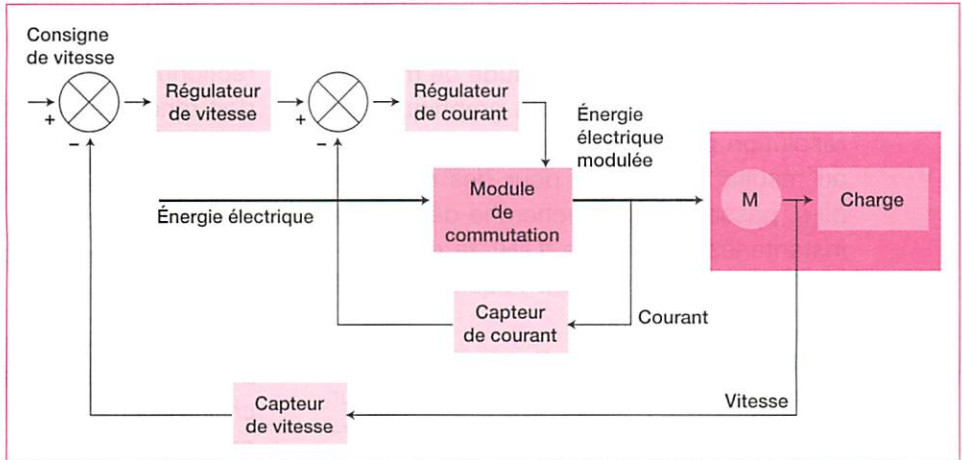 Consigne
de vitesse
+
−
Régulateur
de vitesse
+
−
Régulateur
de courant
Énergie
électrique
modulée
Énergie électrique
Module
de
commutation
M
Charge
Capteur
de courant
Courant
Capteur
de vitesse
Vitesse